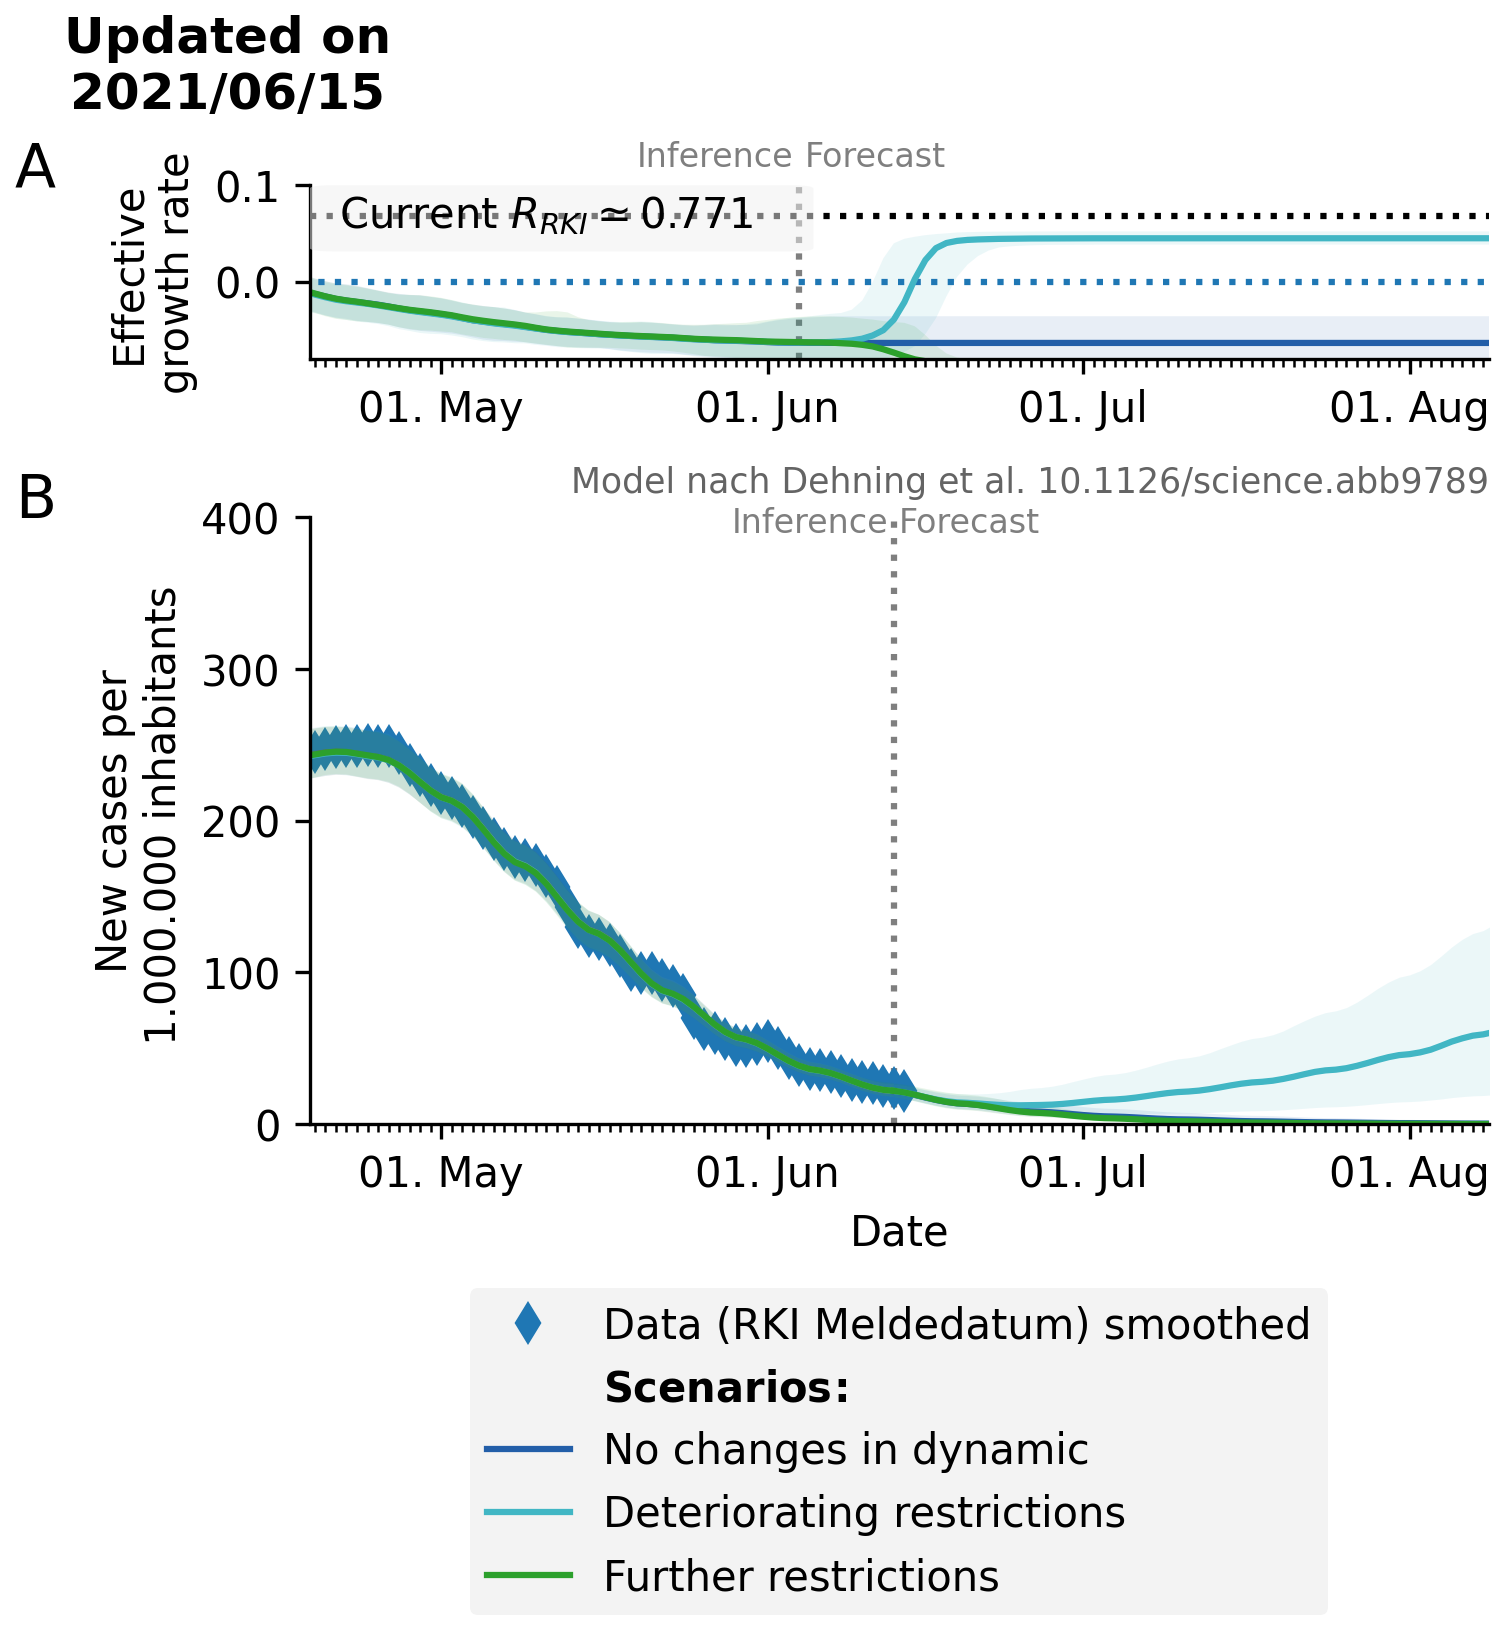 Updated on
2021/06/15
A
Inference Forecast
Effective
growth rate
0.1
0.0
Current R_RKI ≃ 0.771
01. May
01. Jun
01. Jul
01. Aug
B
Model nach Dehning et al. 10.1126/science.abb9789
Inference Forecast
New cases per
1.000.000 inhabitants
400
300
200
100
0
01. May
01. Jun
01. Jul
01. Aug
Date
Data (RKI Meldedatum) smoothed
Scenarios:
No changes in dynamic
Deteriorating restrictions
Further restrictions